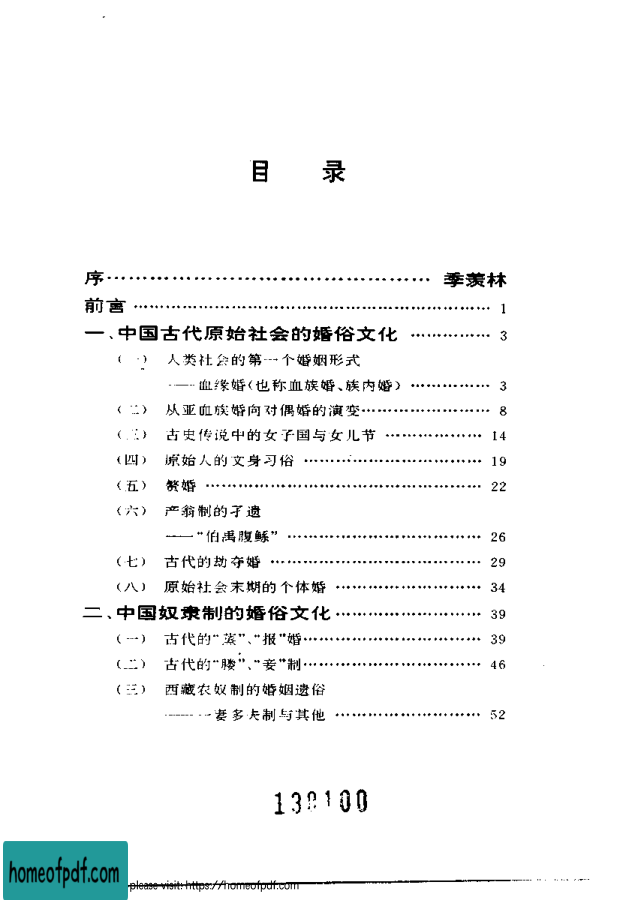 目 录
序…………………………………………季羡林
前言………………………………………………1
一、中国古代原始社会的婚俗文化……………3
(一) 人类社会的第一个婚姻形式
——血缘婚(也称血族婚、族内婚)……………3
(二) 从亚血族婚向对偶婚的演变……………………8
(三) 古史传说中的女子国与女儿节………………14
(四) 原始人的文身习俗……………………………19
(五) 赘婚………………………………………………22
(六) 产翁制的孑遗
——“伯禹腹鲧”………………………………26
(七) 古代的劫夺婚…………………………………29
(八) 原始社会末期的个体婚………………………34
二、中国奴隶制的婚俗文化………………………39
(一) 古代的“蒸”、“报”婚……………………………39
(二) 古代的“媵”、“妾”制……………………………46
(三) 西藏农奴制的婚姻遗俗
——一妻多夫制与其他………………………52
homeofpdf.com
please visit: https://homeofpdf.com